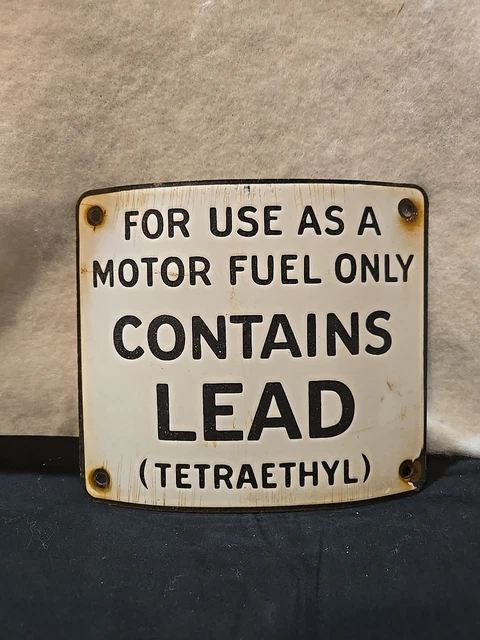 FOR USE AS A
MOTOR FUEL ONLY
CONTAINS
LEAD
(TETRAETHYL)